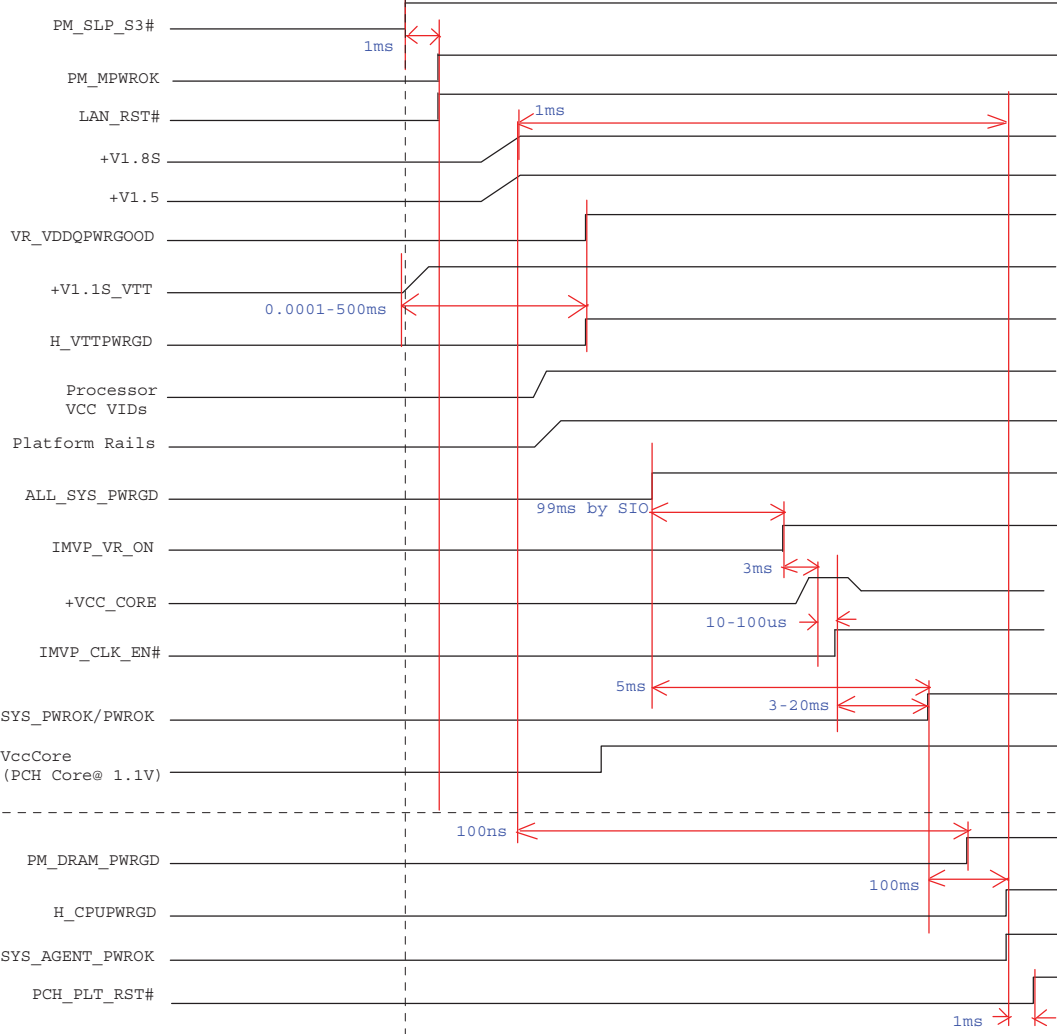 PM_SLP_S3#
1ms
PM_MPWROK
LAN_RST#
1ms
+V1.8S
+V1.5
VR_VDDQPWRGOOD
+V1.1S_VTT
0.0001-500ms
H_VTTPWRGD
Processor
VCC VIDs
Platform Rails
ALL_SYS_PWRGD
99ms by SIO
IMVP_VR_ON
3ms
+VCC_CORE
10-100us
IMVP_CLK_EN#
5ms
3-20ms
SYS_PWROK/PWROK
VccCore
(PCH Core@ 1.1V)
100ns
PM_DRAM_PWRGD
100ms
H_CPUPWRGD
SYS_AGENT_PWROK
PCH_PLT_RST#
1ms